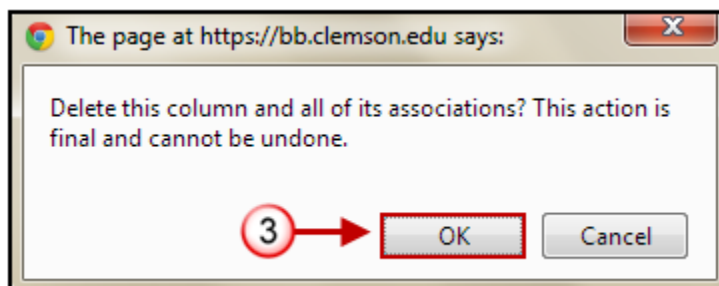 The page at https://bb.clemson.edu says:
X
Delete this column and all of its associations? This action is
final and cannot be undone.
3
OK
Cancel